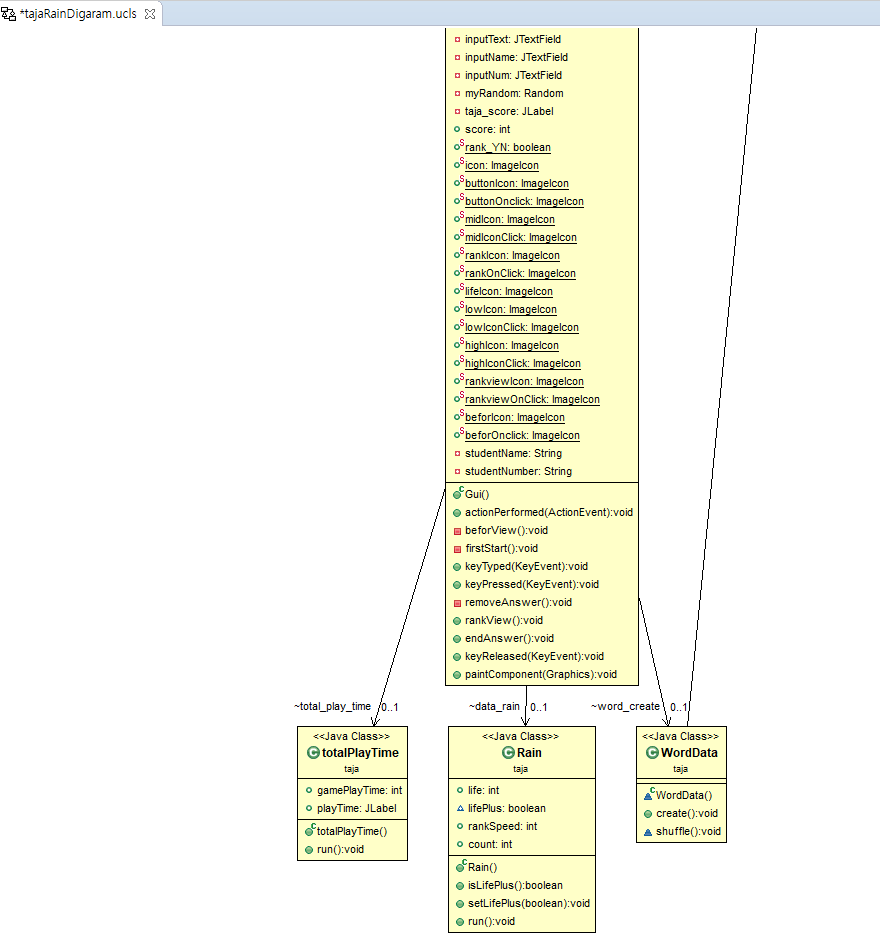 *tajaRainDigaram.ucls
inputText: JTextField
inputName: JTextField
inputNum: JTextField
myRandom: Random
taja_score: JLabel
score: int
rank_YN: boolean
icon: ImageIcon
buttonIcon: ImageIcon
buttonOnclick: ImageIcon
midIcon: ImageIcon
midIconClick: ImageIcon
rankIcon: ImageIcon
rankOnClick: ImageIcon
lifeIcon: ImageIcon
lowIcon: ImageIcon
lowIconClick: ImageIcon
highIcon: ImageIcon
highIconClick: ImageIcon
rankviewIcon: ImageIcon
rankviewOnClick: ImageIcon
beforIcon: ImageIcon
beforOnclick: ImageIcon
studentName: String
studentNumber: String
Gui()
actionPerformed(ActionEvent):void
beforView():void
firstStart():void
keyTyped(KeyEvent):void
keyPressed(KeyEvent):void
removeAnswer():void
rankView():void
endAnswer():void
keyReleased(KeyEvent):void
paintComponent(Graphics):void
~total_play_time 0..1
~data_rain 0..1
~word_create 0..1
<<Java Class>>
totalPlayTime
taja
gamePlayTime: int
playTime: JLabel
totalPlayTime()
run():void
<<Java Class>>
Rain
taja
life: int
lifePlus: boolean
rankSpeed: int
count: int
Rain()
isLifePlus():boolean
setLifePlus(boolean):void
run():void
<<Java Class>>
WordData
taja
WordData()
create():void
shuffle():void